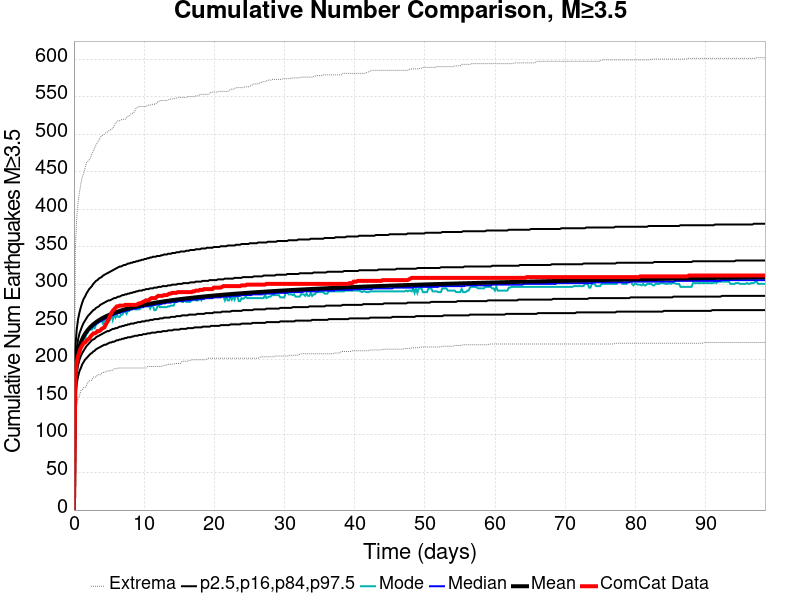 Cumulative Number Comparison, M≥3.5
Cumulative Num Earthquakes M≥3.5
600
550
500
450
400
350
300
250
200
150
100
50
0
0 10 20 30 40 50 60 70 80 90
Time (days)
Extrema p2.5,p16,p84,p97.5 Mode Median Mean ComCat Data